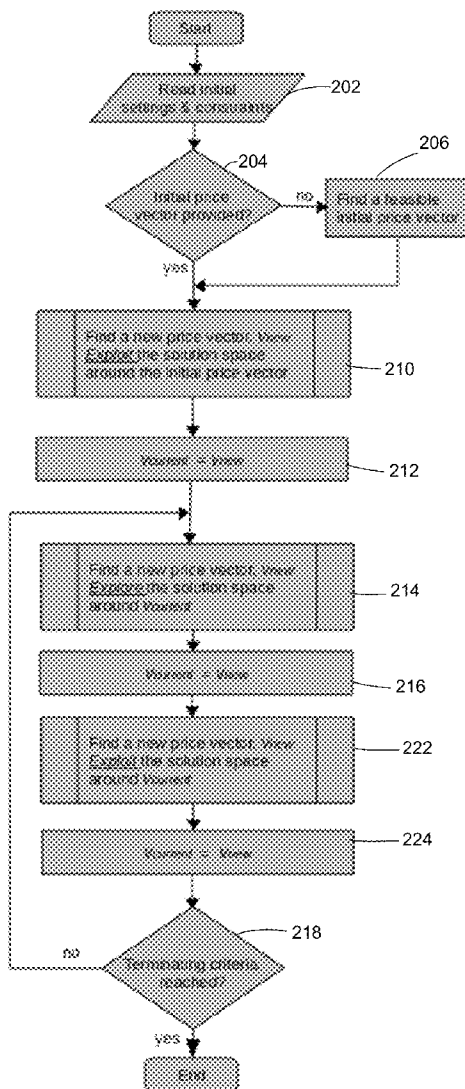 Start
Read initial
settings & constraints
202
204
Initial price
vector provided?
no
206
Find a feasible
initial price vector
yes
Find a new price vector, Vnew
Exploit the solution space
around the initial price vector
210
Vcurrent = Vnew
212
Find a new price vector, Vnew
Explore the solution space
around Vcurrent
214
Vcurrent = Vnew
216
Find a new price vector, Vnew
Exploit the solution space
around Vcurrent
222
Vcurrent = Vnew
224
218
no
Terminating criteria
reached?
yes
End